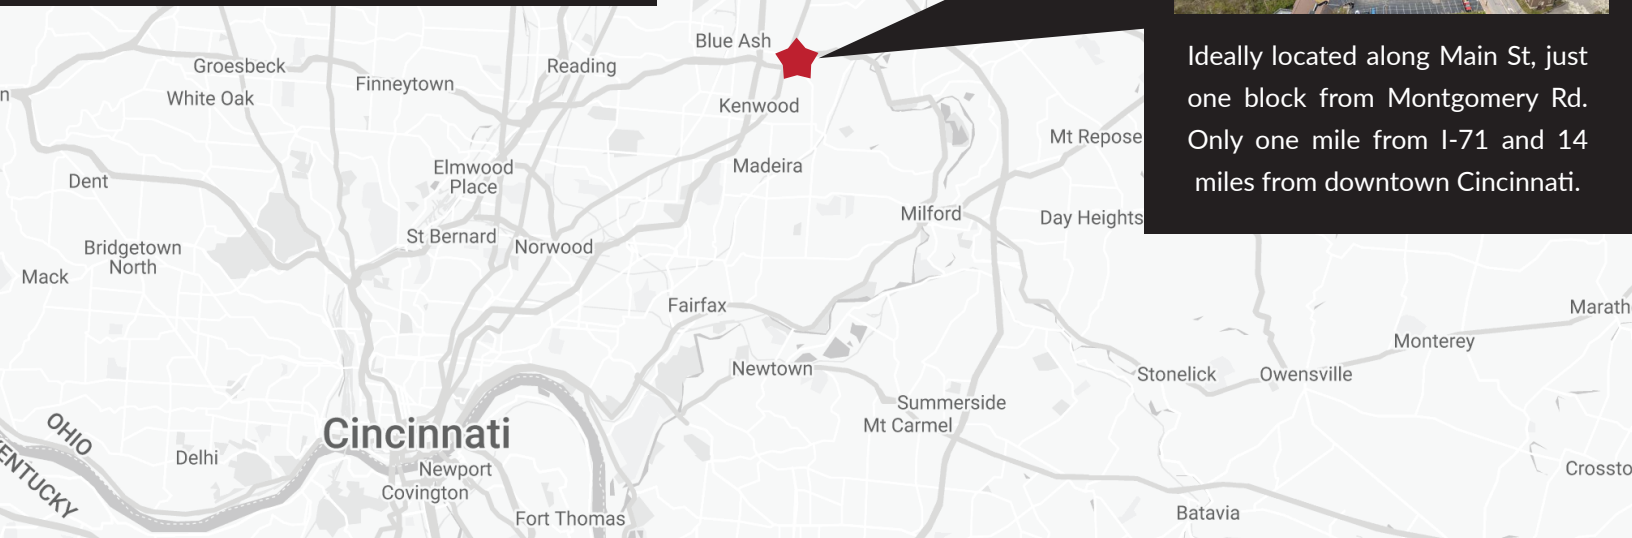 Ideally located along Main St, just
one block from Montgomery Rd.
Only one mile from I-71 and 14
miles from downtown Cincinnati.
Blue Ash
Groesbeck
Reading
Finneytown
White Oak
Kenwood
Mt Repose
Elmwood
Place
Madeira
Dent
Milford
Day Heights
St Bernard
Norwood
Bridgetown
North
Mack
Fairfax
Marath
Monterey
Newtown
Stonelick
Owensville
Summerside
Mt Carmel
OHIO
Cincinnati
Delhi
Newport
Crossto
KENTUCKY
Covington
Batavia
Fort Thomas